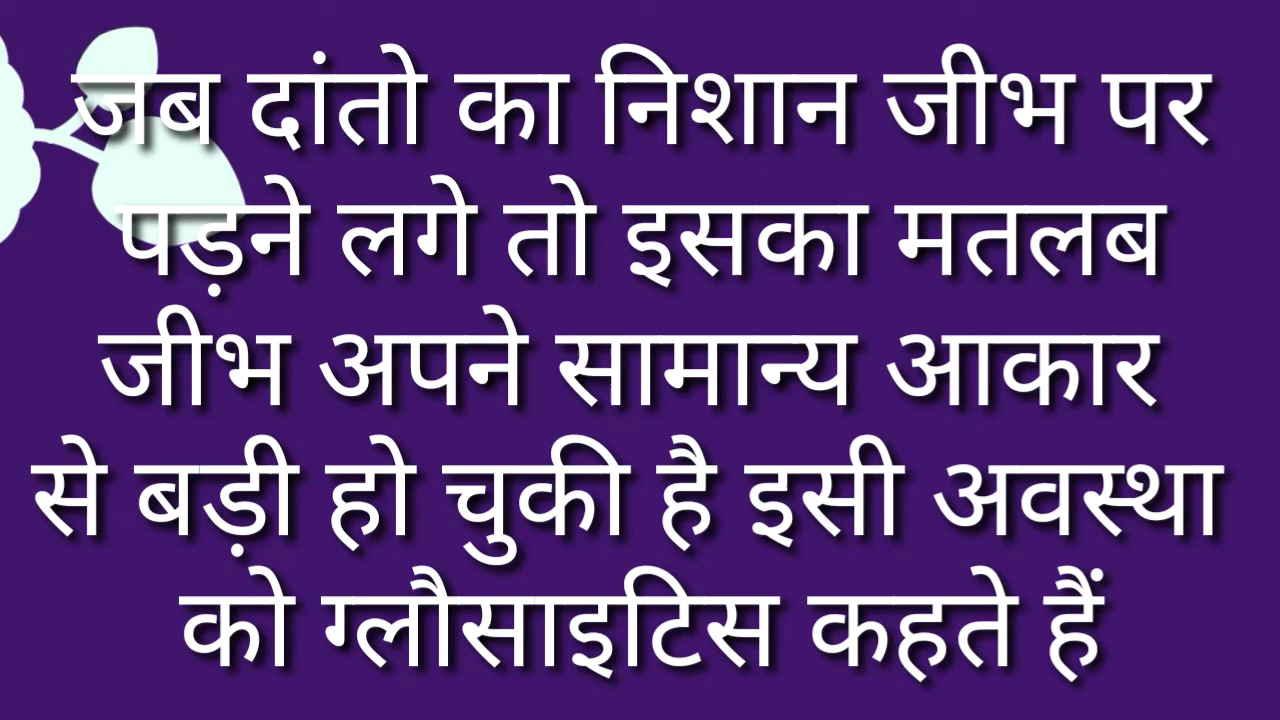 जब दांतो का निशान जीभ पर
पड़ने लगे तो इसका मतलब
जीभ अपने सामान्य आकार
से बड़ी हो चुकी है इसी अवस्था
को ग्लौसाइटिस कहते हैं